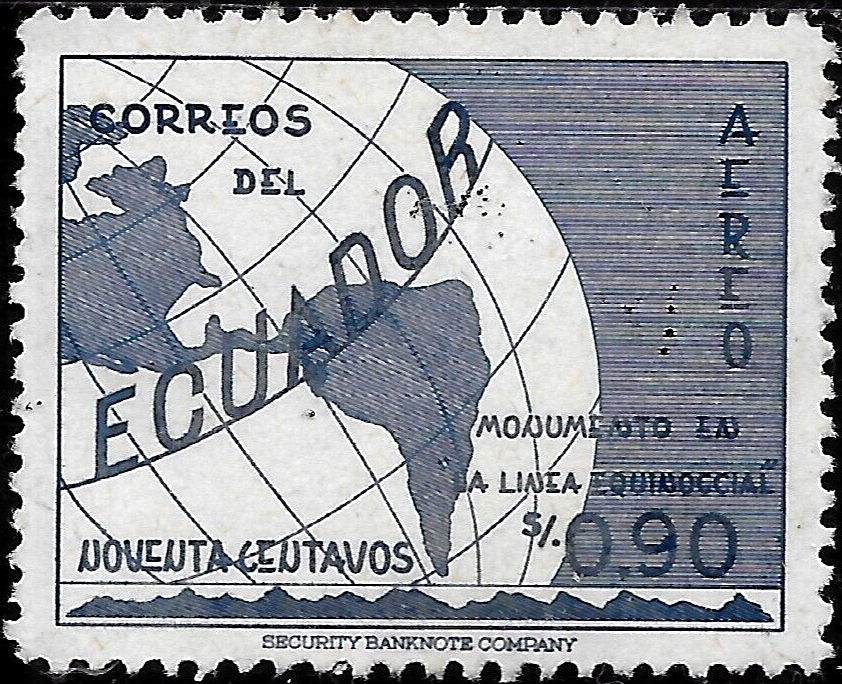 CORREOS
DEL
ECUADOR
AEREO
MONUMENTO EN
LA LINEA EQUINOCCIAL"
S/. 0.90
NOVENTA CENTAVOS
SECURITY BANKNOTE COMPANY